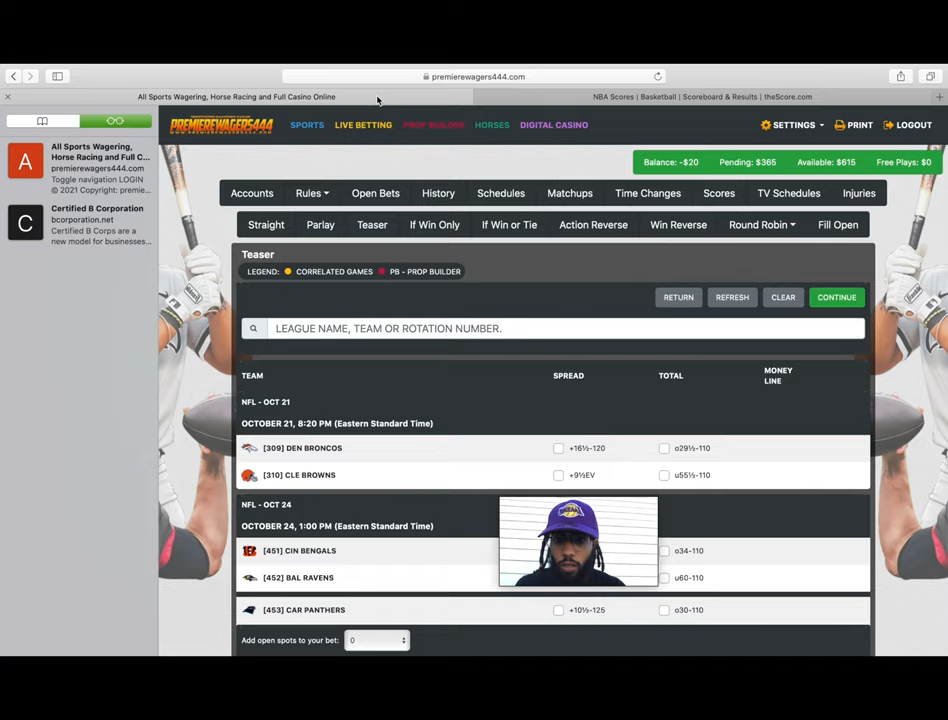 premierewagers444.com
All Sports Wagering, Horse Racing and Full Casino Online
NBA Scores | Basketball | Scoreboard & Results | theScore.com
A
All Sports Wagering,
Horse Racing and Full C...
premierewagers444.com
Toggle navigation LOGIN
© 2021 Copyright: premie...
C
Certified B Corporation
bcorporation.net
Certified B Corps are a
new model for businesses...
PREMIEREWAGERS444
SPORTS LIVE BETTING PROP BUILDER HORSES DIGITAL CASINO
SETTINGS PRINT LOGOUT
Balance: -$20 Pending: $365 Available: $615 Free Plays: $0
Accounts Rules Open Bets History Schedules Matchups Time Changes Scores TV Schedules Injuries
Straight Parlay Teaser If Win Only If Win or Tie Action Reverse Win Reverse Round Robin Fill Open
Teaser
LEGEND: CORRELATED GAMES PB - PROP BUILDER
RETURN REFRESH CLEAR CONTINUE
LEAGUE NAME, TEAM OR ROTATION NUMBER.
TEAM SPREAD TOTAL MONEY
LINE
NFL - OCT 21
OCTOBER 21, 8:20 PM (Eastern Standard Time)
[309] DEN BRONCOS +16½-120 o29½-110
[310] CLE BROWNS +9½EV u55½-110
NFL - OCT 24
OCTOBER 24, 1:00 PM (Eastern Standard Time)
[451] CIN BENGALS o34-110
[452] BAL RAVENS u60-110
[453] CAR PANTHERS +10½-125 o30-110
Add open spots to your bet: 0